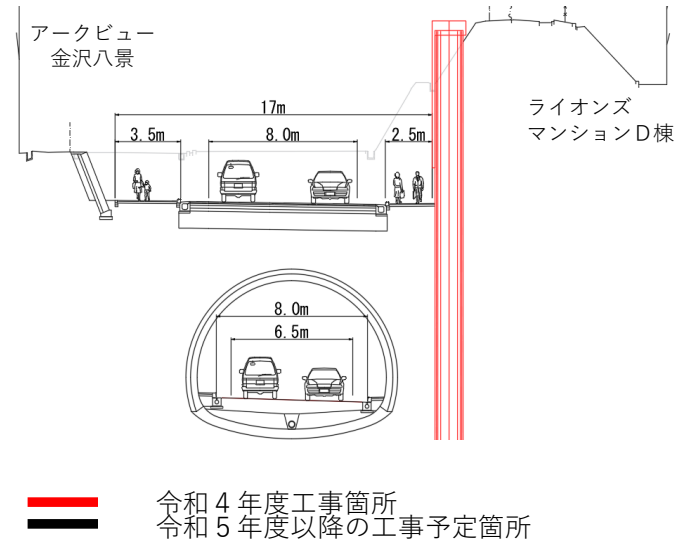 アークビュー
金沢八景
ライオンズ
マンションD棟
17m
3.5m
8.0m
2.5m
8.0m
6.5m
令和4年度工事箇所
令和5年度以降の工事予定箇所